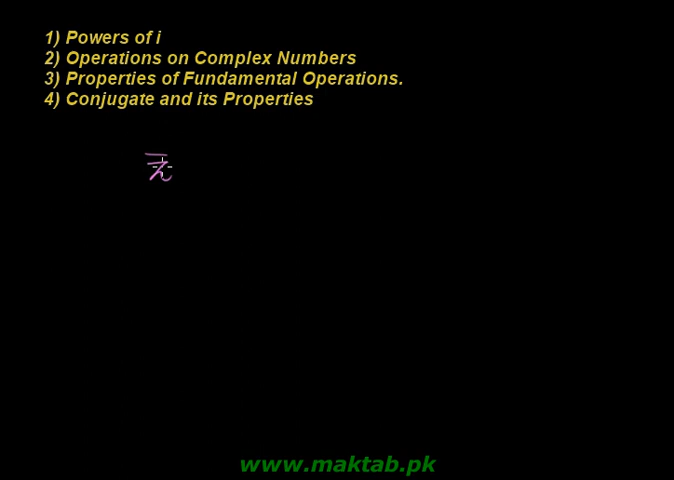 1) Powers of i
2) Operations on Complex Numbers
3) Properties of Fundamental Operations.
4) Conjugate and its Properties
z̄
www.maktab.pk